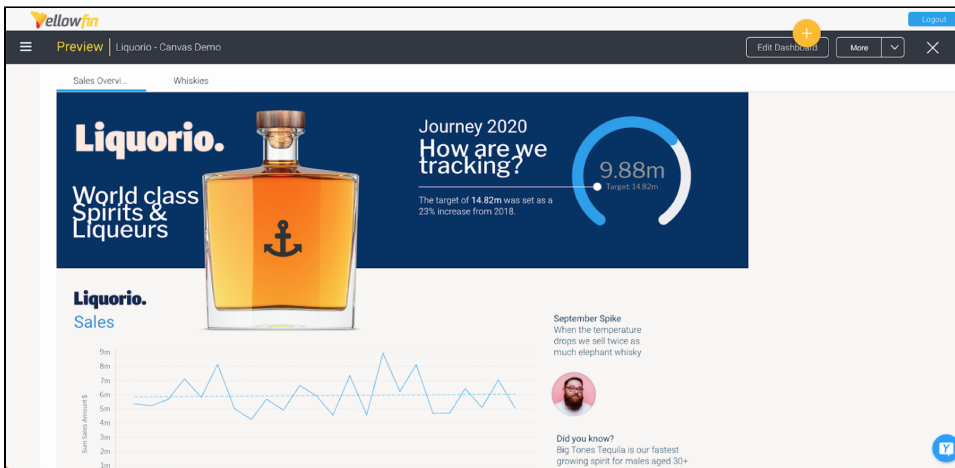 Yellowfin
Logout
Preview | Liquorio - Canvas Demo
Edit Dashboard
More
Sales Overvi...
Whiskies
Liquorio.
World class
Spirits &
Liqueurs
Journey 2020
How are we
tracking?
The target of 14.82m was set as a
23% increase from 2018.
9.88m
Target: 14.82m
Liquorio.
Sales
9m
8m
7m
6m
5m
4m
3m
2m
1m
Sum Sales Amount $
September Spike
When the temperature
drops we sell twice as
much elephant whisky
Did you know?
Big Tones Tequila is our fastest
growing spirit for males aged 30+